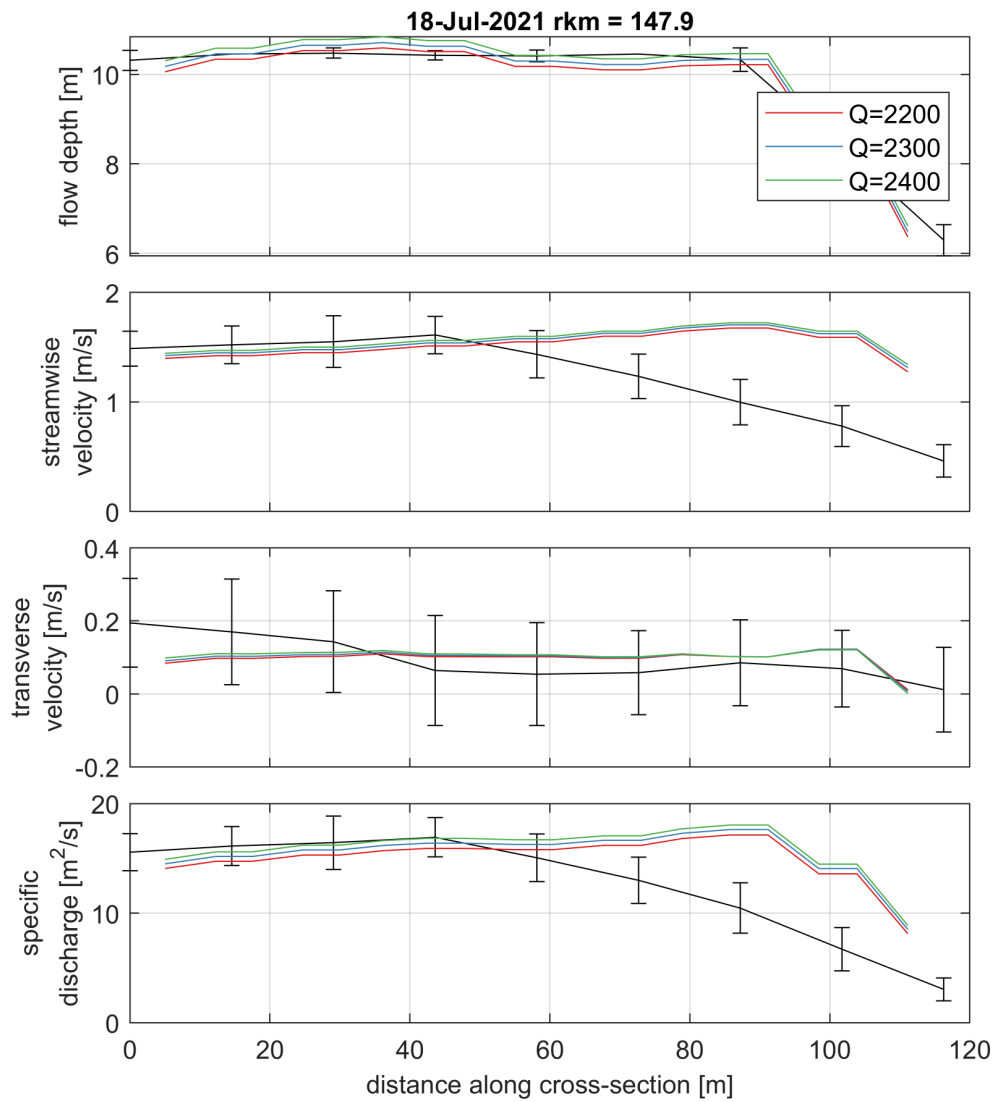 18-Jul-2021 rkm = 147.9
10
8
6
flow depth [m]
Q=2200
Q=2300
Q=2400
2
1
0
streamwise
velocity [m/s]
0.4
0.2
0
-0.2
transverse
velocity [m/s]
20
10
0
specific
discharge [m²/s]
0 20 40 60 80 100 120
distance along cross-section [m]